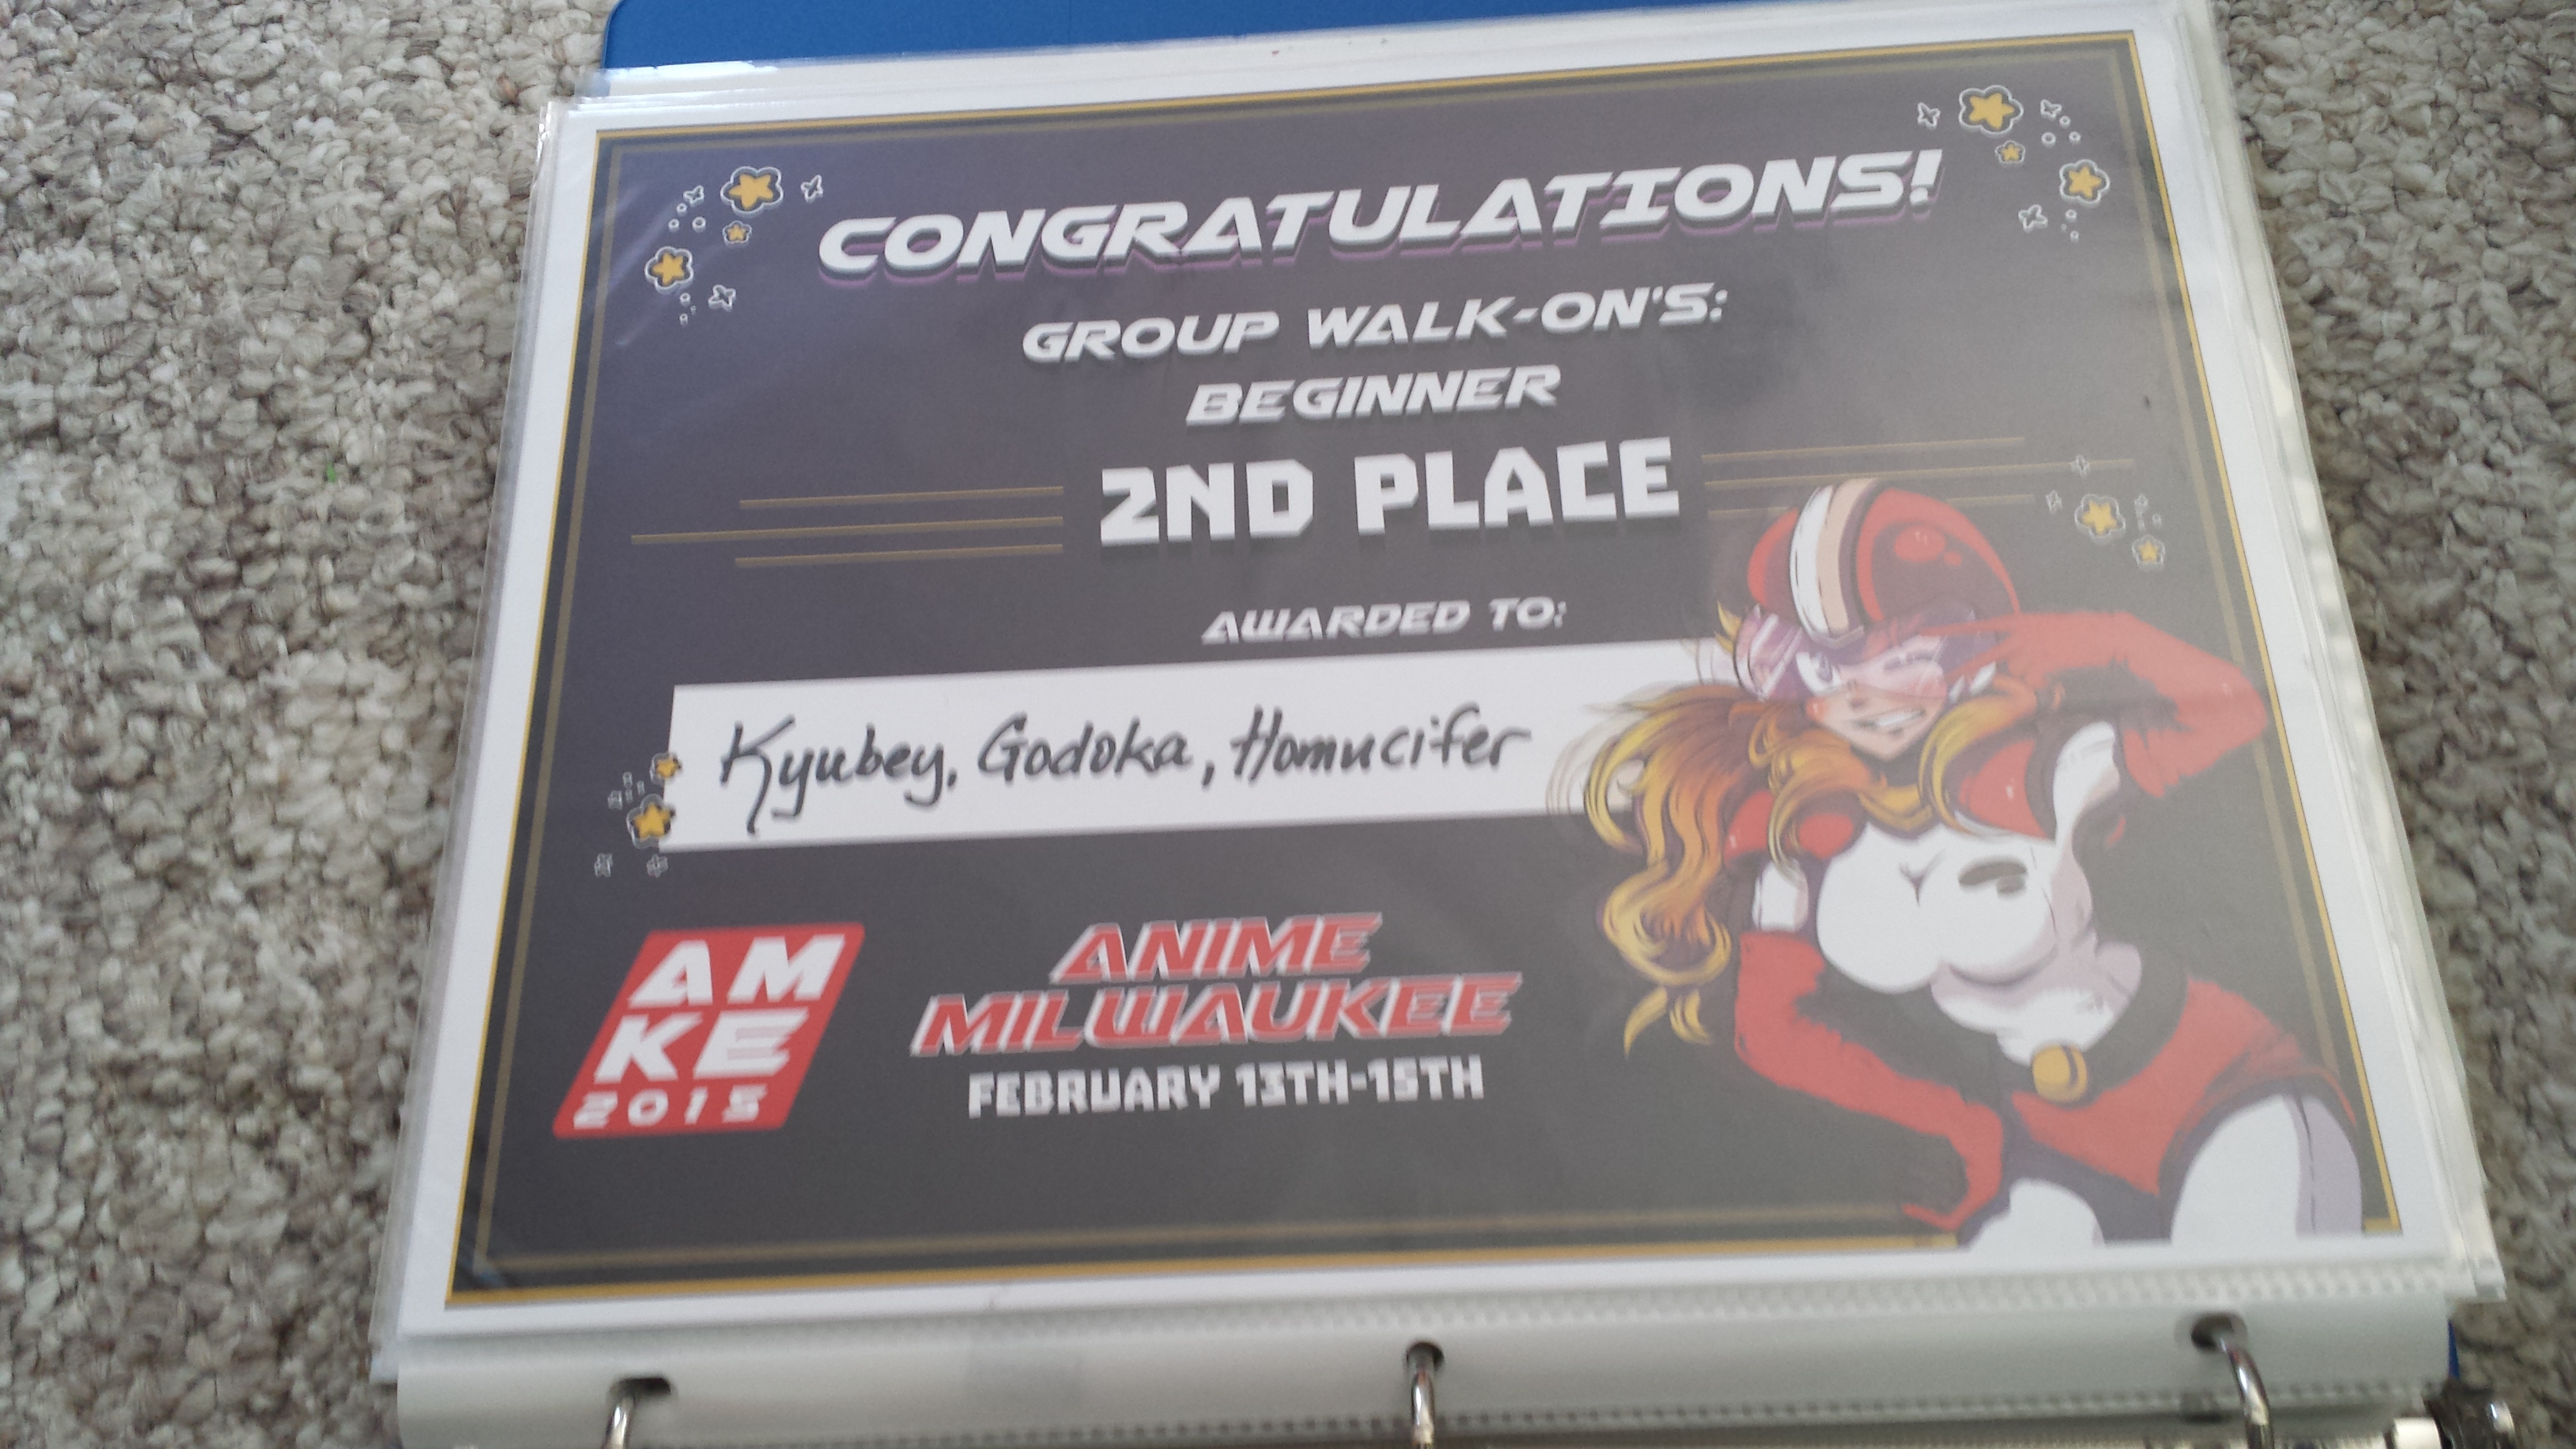 CONGRATULATIONS!
GROUP WALK-ON'S:
BEGINNER
2ND PLACE
AWARDED TO:
Kyubey, Godoka, Homucifer
AM
KE
2015
ANIME
MILWAUKEE
FEBRUARY 13TH-15TH